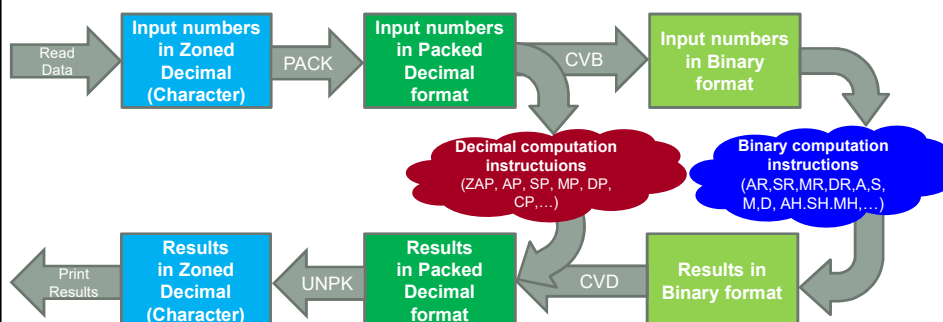 Read
Data
Input numbers
in Zoned
Decimal
(Character)
PACK
Input numbers
in Packed
Decimal
format
CVB
Input numbers
in Binary
format
Decimal computation
instructuions
(ZAP, AP, SP, MP, DP,
CP,…)
Binary computation
instructions
(AR,SR,MR,DR,A,S,
M,D, AH.SH.MH,…)
Print
Results
Results
in Zoned
Decimal
(Character)
UNPK
Results
in Packed
Decimal
format
CVD
Results in
Binary format